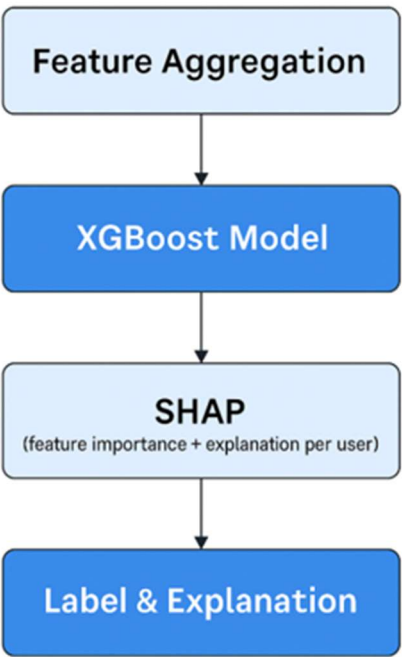 Feature Aggregation
XGBoost Model
SHAP
(feature importance + explanation per user)
Label & Explanation